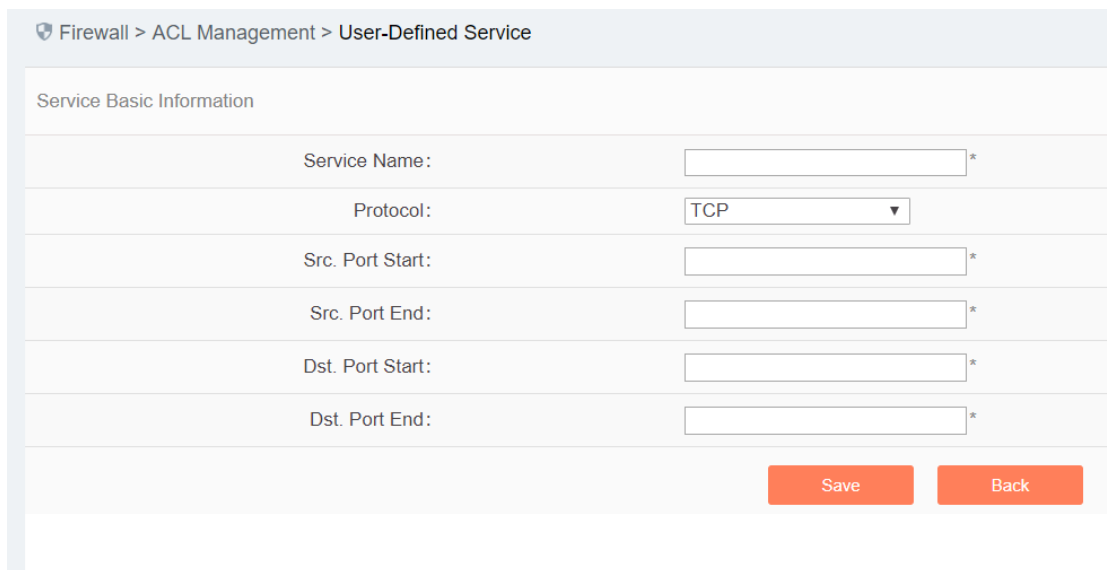 Firewall > ACL Management > User-Defined Service
Service Basic Information
Service Name: *
Protocol: TCP ▼
Src. Port Start: *
Src. Port End: *
Dst. Port Start: *
Dst. Port End: *
Save Back